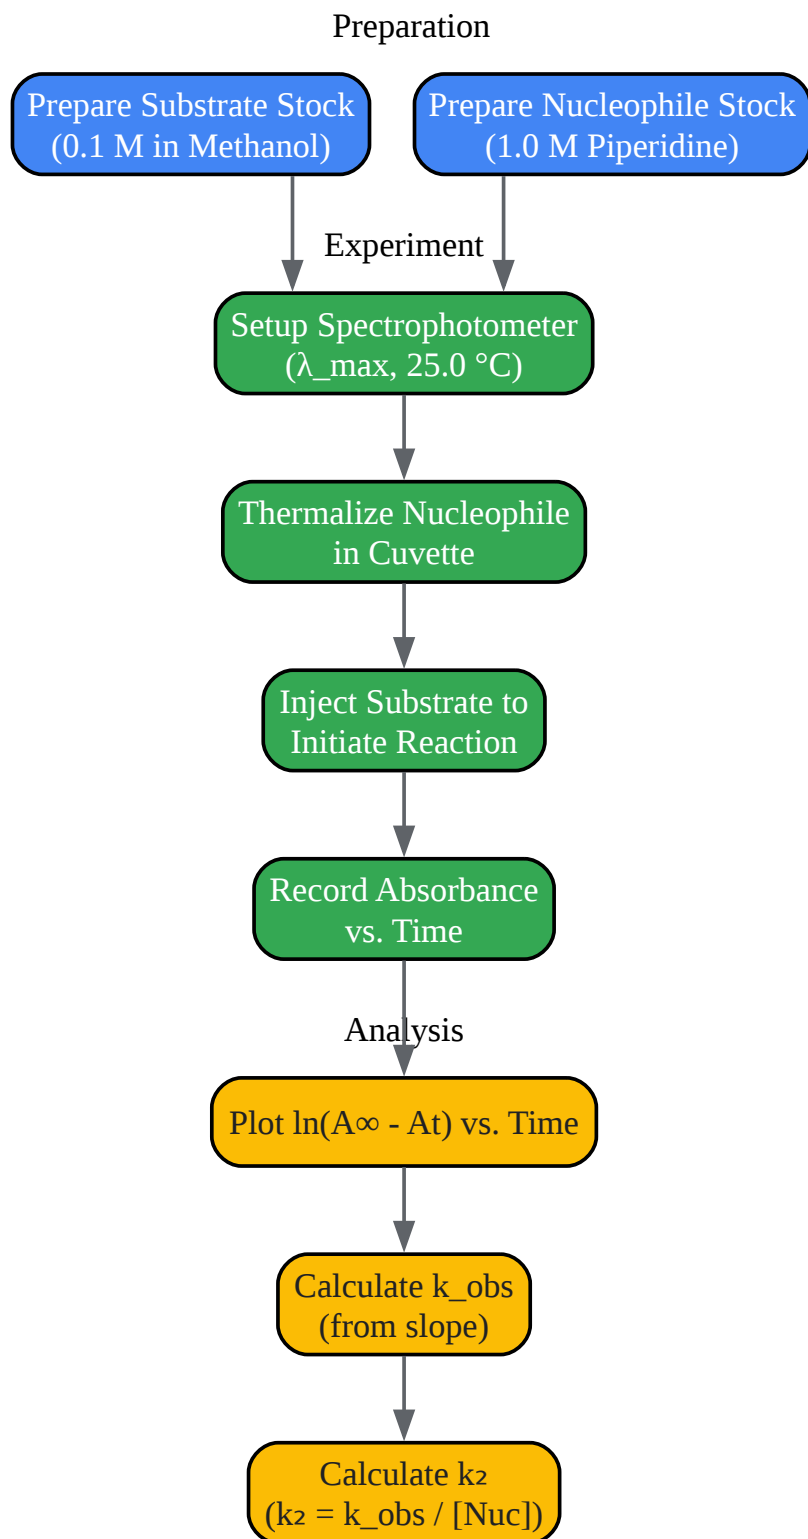 Preparation
Prepare Substrate Stock
(0.1 M in Methanol)
Prepare Nucleophile Stock
(1.0 M Piperidine)
Experiment
Setup Spectrophotometer
(λ_max, 25.0 °C)
Thermalize Nucleophile
in Cuvette
Inject Substrate to
Initiate Reaction
Record Absorbance
vs. Time
Analysis
Plot ln(A∞ - At) vs. Time
Calculate k_obs
(from slope)
Calculate k₂
(k₂ = k_obs / [Nuc])